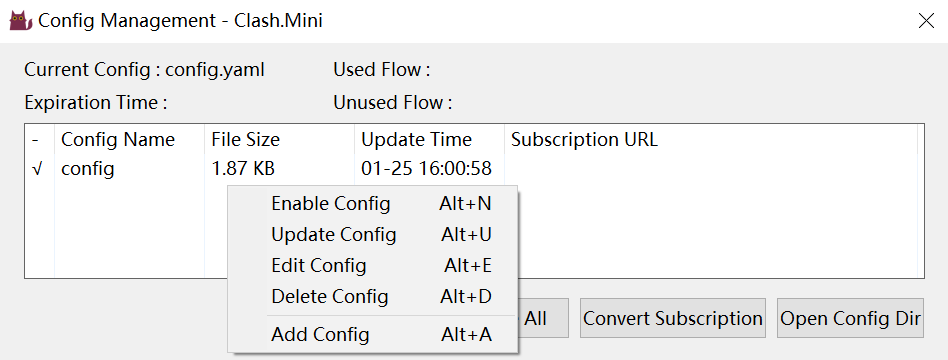 Config Management - Clash.Mini
Current Config : config.yaml Used Flow :
Expiration Time : Unused Flow :
- Config Name File Size Update Time Subscription URL
√ config 1.87 KB 01-25 16:00:58
Enable Config Alt+N
Update Config Alt+U
Edit Config Alt+E
Delete Config Alt+D
All Convert Subscription Open Config Dir
Add Config Alt+A